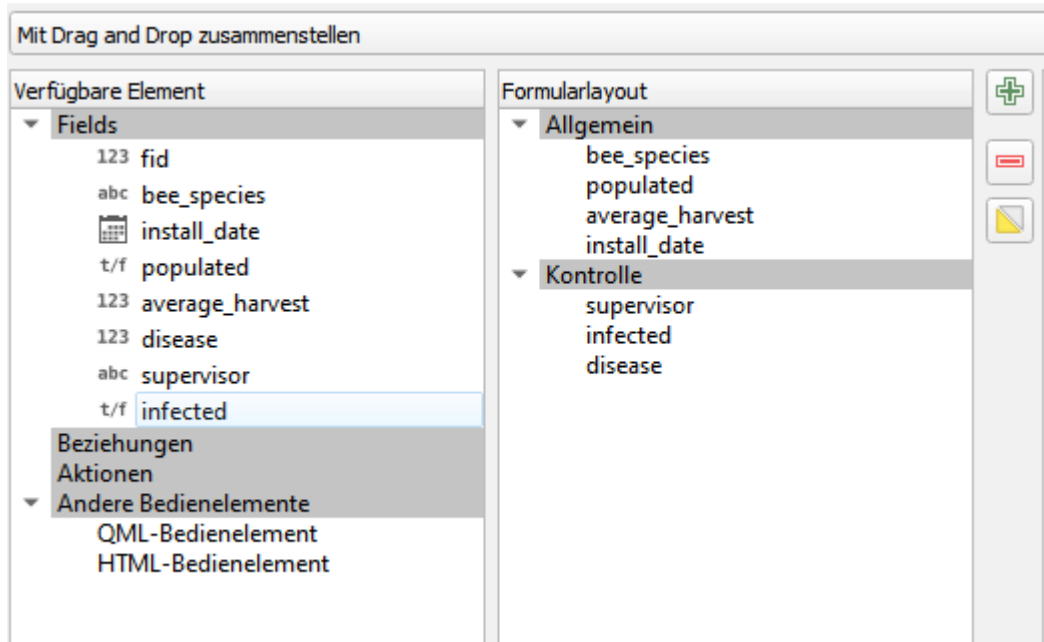 Mit Drag and Drop zusammenstellen
Verfügbare Element
Fields
123 fid
abc bee_species
install_date
t/f populated
123 average_harvest
123 disease
abc supervisor
t/f infected
Beziehungen
Aktionen
Andere Bedienelemente
QML-Bedienelement
HTML-Bedienelement
Formularlayout
Allgemein
bee_species
populated
average_harvest
install_date
Kontrolle
supervisor
infected
disease